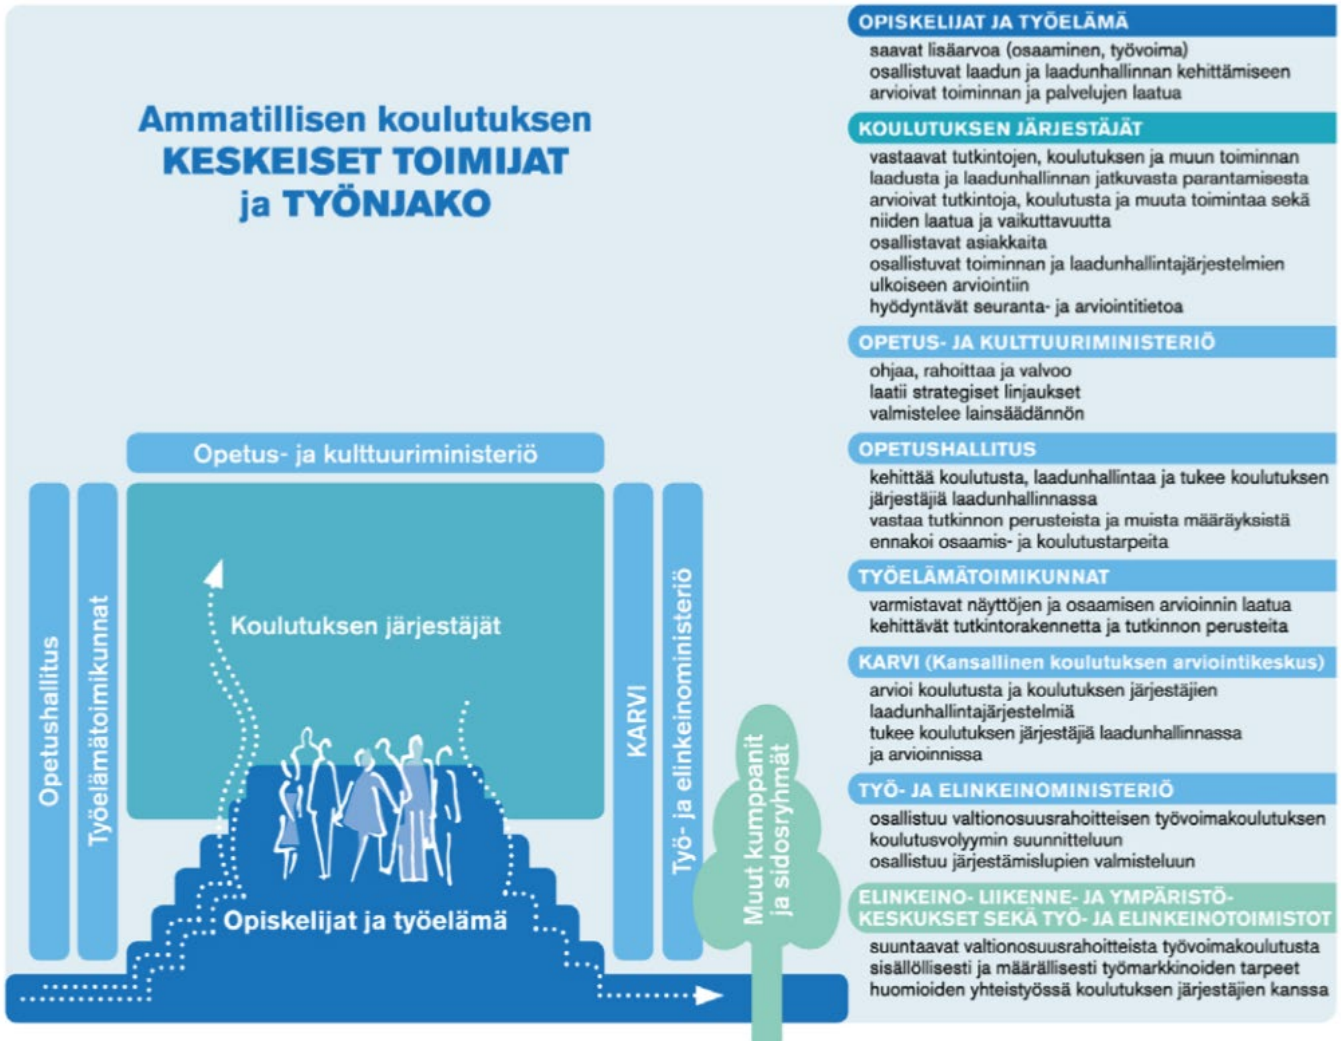 Ammatillisen koulutuksen
KESKEISET TOIMIJAT
ja TYÖNJAKO
Opetus- ja kulttuuriministeriö
Opetushallitus
Työelämätoimikunnat
Koulutuksen järjestäjät
KARVI
Työ- ja elinkeinoministeriö
Muut kumppanit
ja sidosryhmät
Opiskelijat ja työelämä
OPISKELIJAT JA TYÖELÄMÄ
saavat lisäarvoa (osaaminen, työvoima)
osallistuvat laadun ja laadunhallinnan kehittämiseen
arvioivat toiminnan ja palvelujen laatua
KOULUTUKSEN JÄRJESTÄJÄT
vastaavat tutkintojen, koulutuksen ja muun toiminnan
laadusta ja laadunhallinnan jatkuvasta parantamisesta
arvioivat tutkintoja, koulutusta ja muuta toimintaa sekä
niiden laatua ja vaikuttavuutta
osallistavat asiakkaita
osallistuvat toiminnan ja laadunhallintajärjestelmien
ulkoiseen arviointiin
hyödyntävät seuranta- ja arviointitietoa
OPETUS- JA KULTTUURIMINISTERIÖ
ohjaa, rahoittaa ja valvoo
laatii strategiset linjaukset
valmistelee lainsäädännön
OPETUSHALLITUS
kehittää koulutusta, laadunhallintaa ja tukee koulutuksen
järjestäjiä laadunhallinnassa
vastaa tutkinnon perusteista ja muista määräyksistä
ennakoi osaamis- ja koulutustarpeita
TYÖELÄMÄTOIMIKUNNAT
varmistavat näyttöjen ja osaamisen arvioinnin laatua
kehittävät tutkintorakennetta ja tutkinnon perusteita
KARVI (Kansallinen koulutuksen arviointikeskus)
arvioi koulutusta ja koulutuksen järjestäjien
laadunhallintajärjestelmiä
tukee koulutuksen järjestäjiä laadunhallinnassa
ja arvioinnissa
TYÖ- JA ELINKEINOMINISTERIÖ
osallistuu valtionosuusrahoitteisen työvoimakoulutuksen
koulutusvolyymin suunnitteluun
osallistuu järjestämislupien valmisteluun
ELINKEINO- LIIKENNE- JA YMPÄRISTÖ-
KESKUKSET SEKÄ TYÖ- JA ELINKEINOTOIMISTOT
suuntaavat valtionosuusrahoitteista työvoimakoulutusta
sisällöllisesti ja määrällisesti työmarkkinoiden tarpeet
huomioiden yhteistyössä koulutuksen järjestäjien kanssa